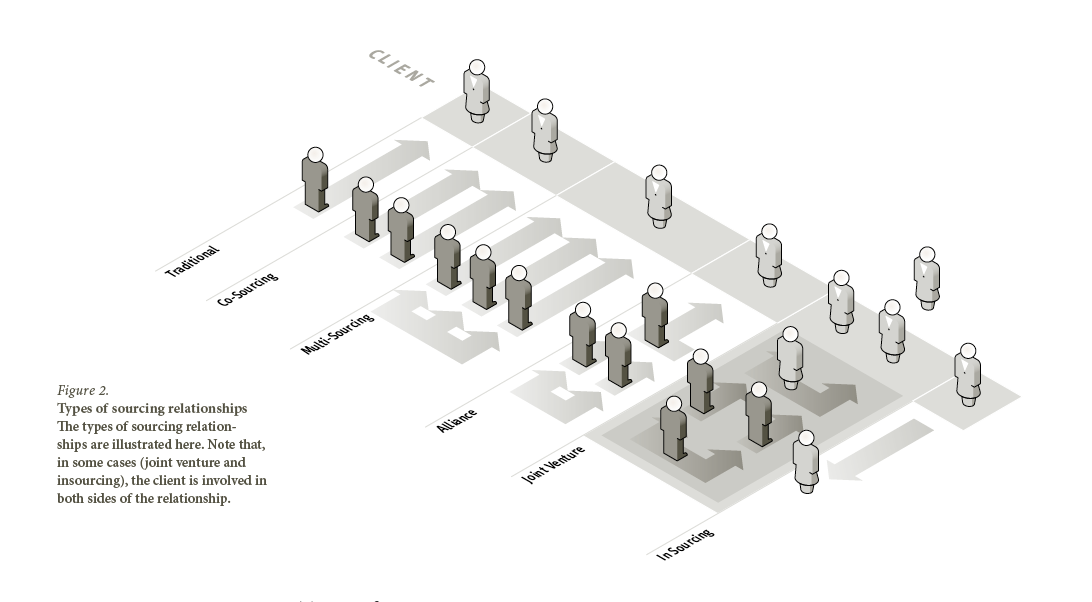 CLIENT
Traditional
Co-Sourcing
Multi-Sourcing
Alliance
Joint Venture
In Sourcing
Figure 2.
Types of sourcing relationships
The types of sourcing relation-
ships are illustrated here. Note that,
in some cases (joint venture and
insourcing), the client is involved in
both sides of the relationship.